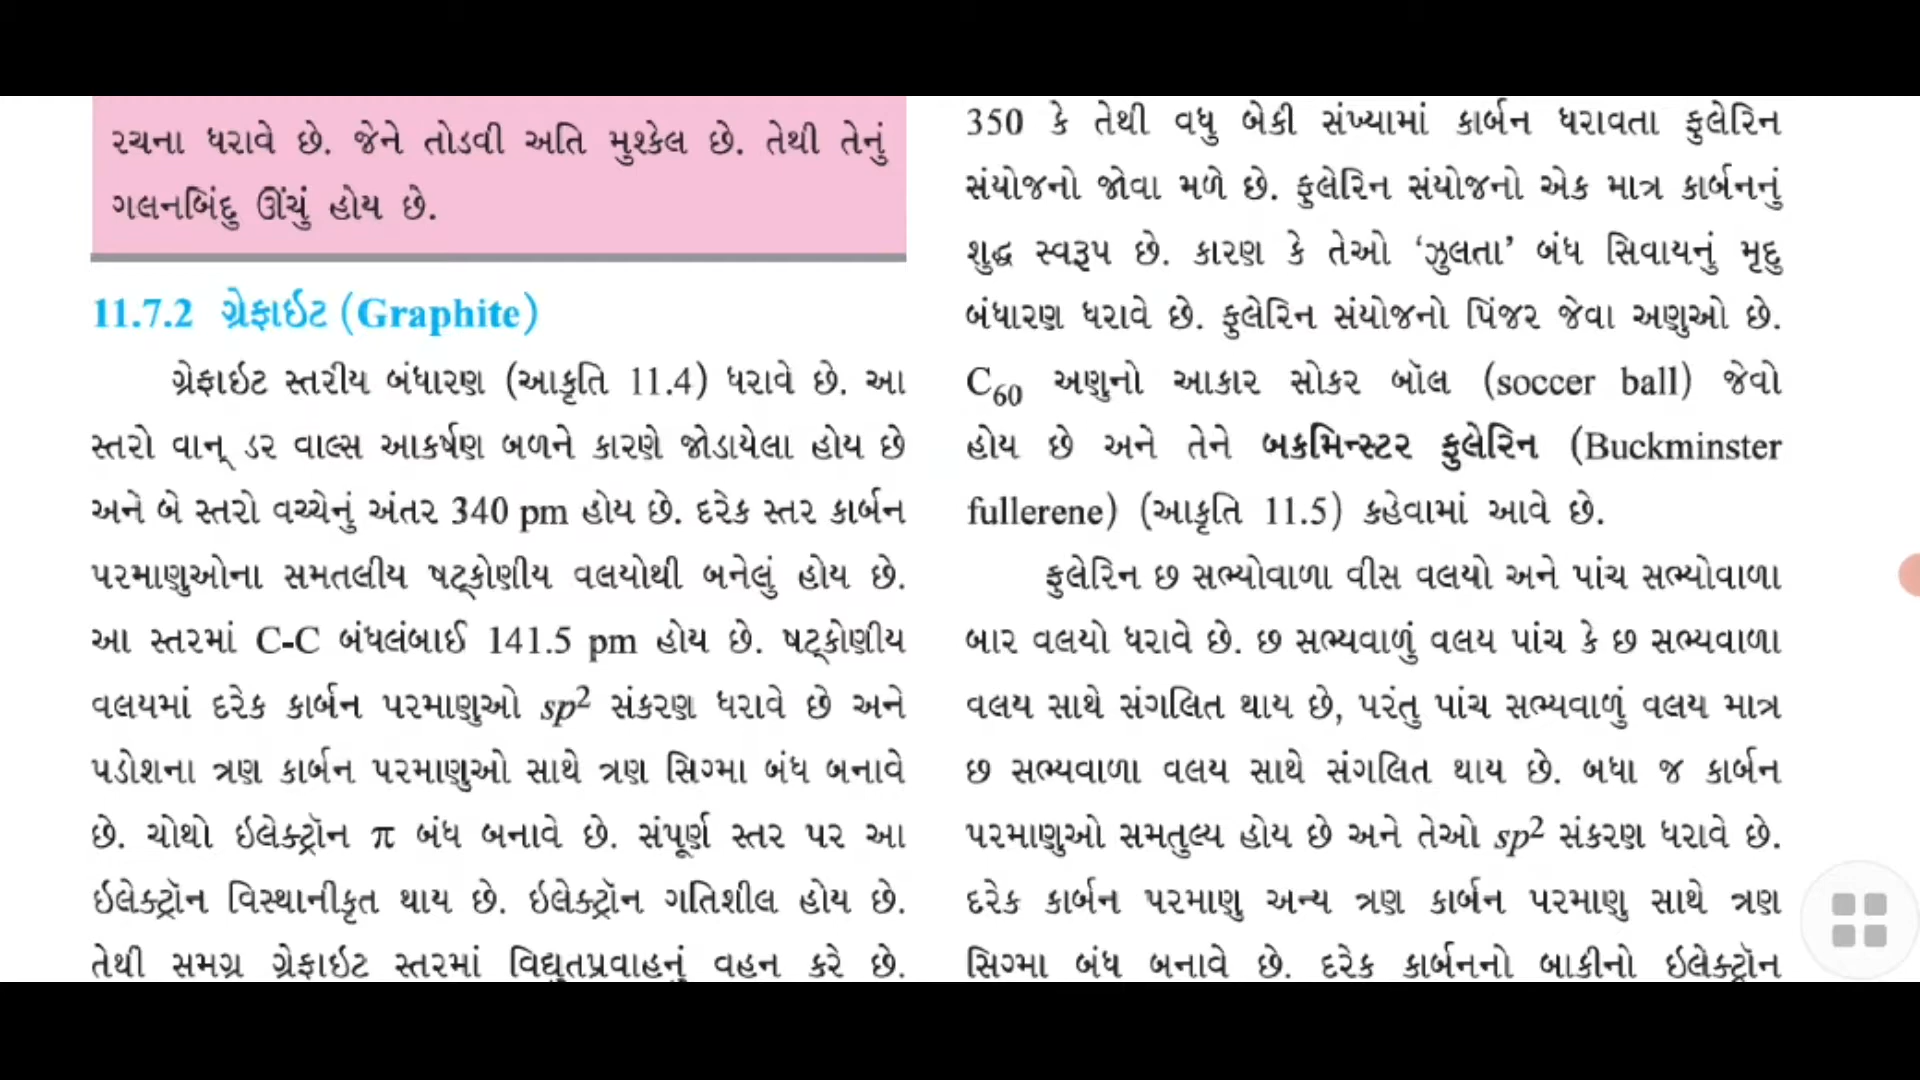 રચના ધરાવે છે. જેને તોડવી અતિ મુશ્કેલ છે. તેથી તેનું
ગલનબિંદુ ઊંચું હોય છે.
11.7.2 ગ્રેફાઇટ (Graphite)
ગ્રેફાઇટ સ્તરીય બંધારણ (આકૃતિ 11.4) ધરાવે છે. આ
સ્તરો વાન્ ડર વાલ્સ આકર્ષણ બળને કારણે જોડાયેલા હોય છે
અને બે સ્તરો વચ્ચેનું અંતર 340 pm હોય છે. દરેક સ્તર કાર્બન
પરમાણુઓના સમતલીય ષટ્કોણીય વલયોથી બનેલું હોય છે.
આ સ્તરમાં C-C બંધલંબાઈ 141.5 pm હોય છે. ષટ્કોણીય
વલયમાં દરેક કાર્બન પરમાણુઓ sp² સંકરણ ધરાવે છે અને
પડોશના ત્રણ કાર્બન પરમાણુઓ સાથે ત્રણ સિગ્મા બંધ બનાવે
છે. ચોથો ઇલેક્ટ્રૉન π બંધ બનાવે છે. સંપૂર્ણ સ્તર પર આ
ઇલેક્ટ્રૉન વિસ્થાનીકૃત થાય છે. ઇલેક્ટ્રૉન ગતિશીલ હોય છે.
તેથી સમગ્ર ગ્રેફાઇટ સ્તરમાં વિદ્યુતપ્રવાહનું વહન કરે છે.
350 કે તેથી વધુ બેકી સંખ્યામાં કાર્બન ધરાવતા ફુલેરિન
સંયોજનો જોવા મળે છે. ફુલેરિન સંયોજનો એક માત્ર કાર્બનનું
શુદ્ધ સ્વરૂપ છે. કારણ કે તેઓ ‘ઝુલતા’ બંધ સિવાયનું મૃદુ
બંધારણ ધરાવે છે. ફુલેરિન સંયોજનો પિંજર જેવા અણુઓ છે.
C₆₀ અણુનો આકાર સોકર બૉલ (soccer ball) જેવો
હોય છે અને તેને બકમિન્સ્ટર ફુલેરિન (Buckminster
fullerene) (આકૃતિ 11.5) કહેવામાં આવે છે.
ફુલેરિન છ સભ્યોવાળા વીસ વલયો અને પાંચ સભ્યોવાળા
બાર વલયો ધરાવે છે. છ સભ્યવાળું વલય પાંચ કે છ સભ્યવાળા
વલય સાથે સંગલિત થાય છે, પરંતુ પાંચ સભ્યવાળું વલય માત્ર
છ સભ્યવાળા વલય સાથે સંગલિત થાય છે. બધા જ કાર્બન
પરમાણુઓ સમતુલ્ય હોય છે અને તેઓ sp² સંકરણ ધરાવે છે.
દરેક કાર્બન પરમાણુ અન્ય ત્રણ કાર્બન પરમાણુ સાથે ત્રણ
સિગ્મા બંધ બનાવે છે. દરેક કાર્બનનો બાકીનો ઇલેક્ટ્રૉન